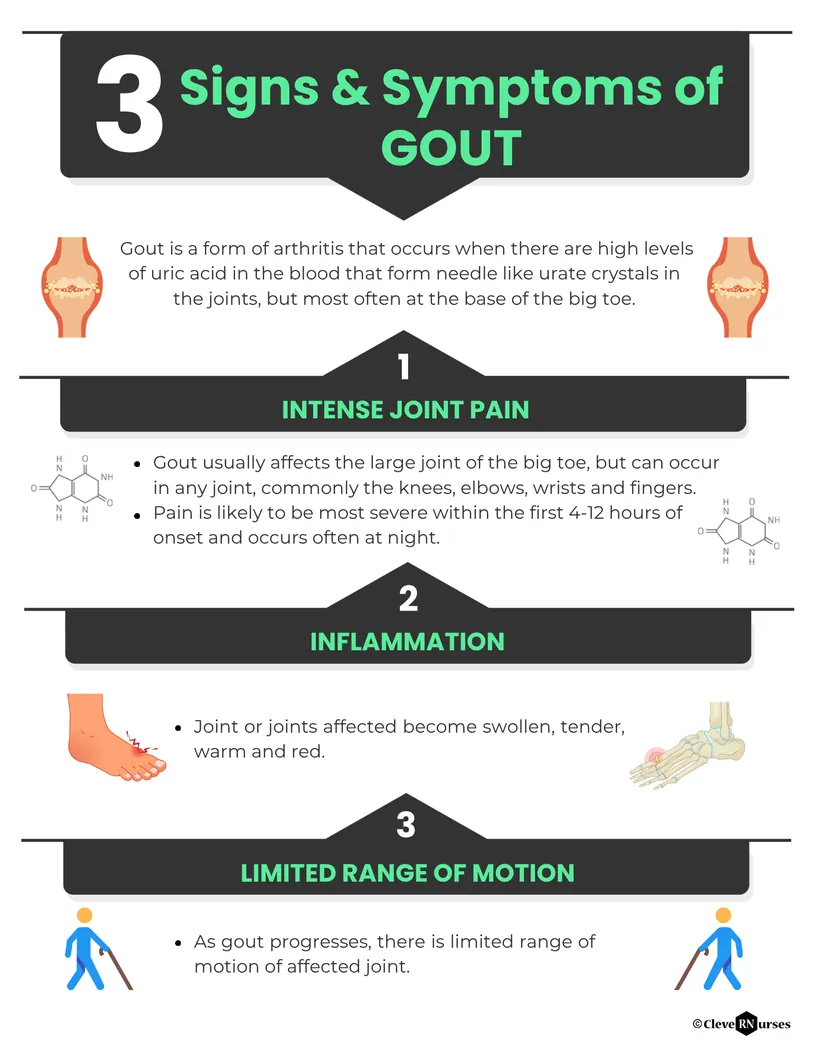 3
Signs & Symptoms of
GOUT
Gout is a form of arthritis that occurs when there are high levels
of uric acid in the blood that form needle like urate crystals in
the joints, but most often at the base of the big toe.
1
INTENSE JOINT PAIN
• Gout usually affects the large joint of the big toe, but can occur
in any joint, commonly the knees, elbows, wrists and fingers.
• Pain is likely to be most severe within the first 4-12 hours of
onset and occurs often at night.
H
N
O
NH
O
O
N
H
N
H
H
N
O
NH
O
O
N
H
N
H
2
INFLAMMATION
• Joint or joints affected become swollen, tender,
warm and red.
3
LIMITED RANGE OF MOTION
• As gout progresses, there is limited range of
motion of affected joint.
©CleveRNurses